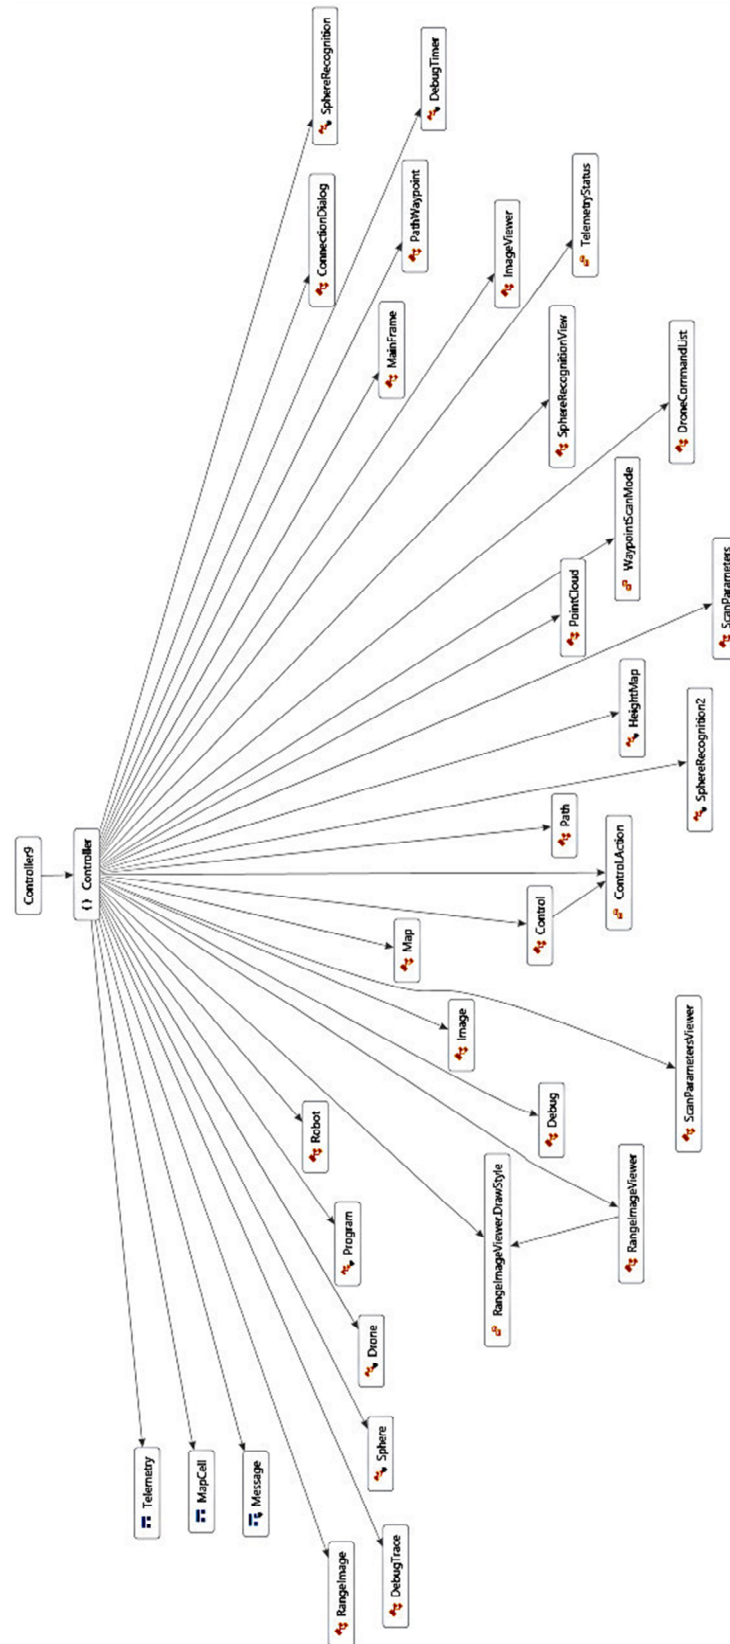 SphereRecognition
DebugTimer
ConnectionDialog
PathWaypoint
TelemetryStatus
ImageViewer
MainFrame
SphereRecognitionView
DroneCommandList
WaypointScanMode
PointCloud
ScanParameters
HeightMap
SphereRecognition2
Path
Controller9
{ } Controller
ControlAction
Control
Map
Image
ScanParametersViewer
Debug
Robot
RangeImageViewer.DrawStyle
RangeImageViewer
Program
Drone
Sphere
Telemetry
MapCell
Message
RangeImage
DebugTrace